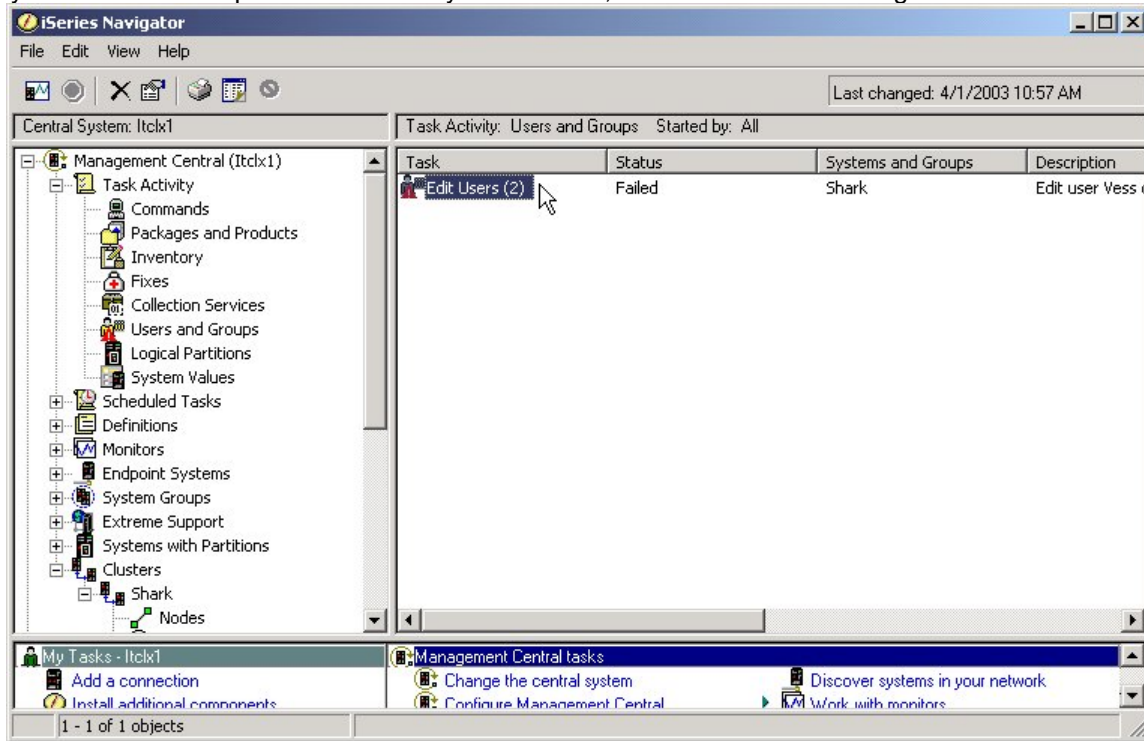 iSeries Navigator
File Edit View Help
Last changed: 4/1/2003 10:57 AM
Central System: Itclx1
Task Activity: Users and Groups Started by: All
Management Central (Itclx1)
Task Activity
Commands
Packages and Products
Inventory
Fixes
Collection Services
Users and Groups
Logical Partitions
System Values
Scheduled Tasks
Definitions
Monitors
Endpoint Systems
System Groups
Extreme Support
Systems with Partitions
Clusters
Shark
Nodes
Task Status Systems and Groups Description
Edit Users (2) Failed Shark Edit user Vess
My Tasks - Itclx1
Add a connection
Install additional components
Management Central tasks
Change the central system Discover systems in your network
Configure Management Central Work with monitors
1 - 1 of 1 objects